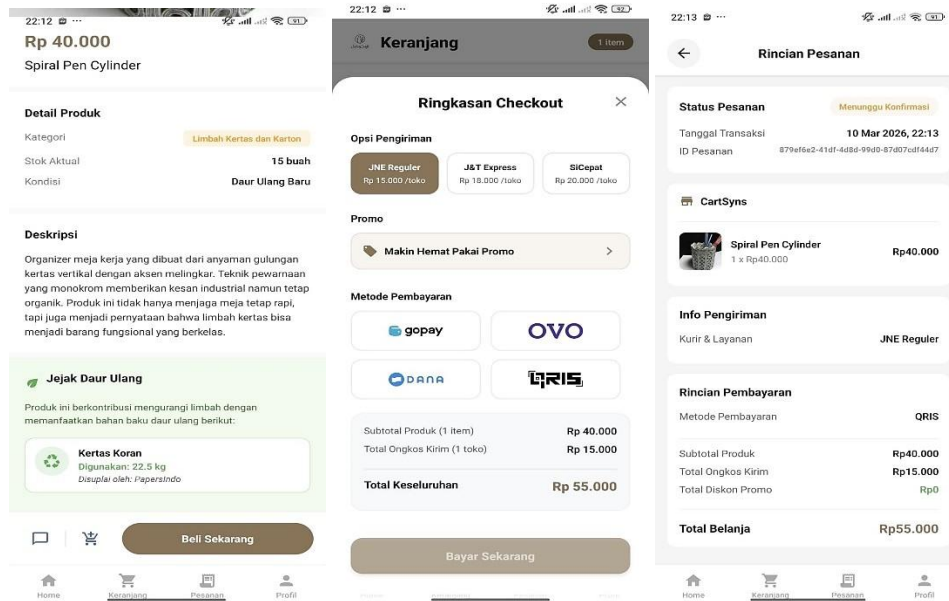 22:12
91
Rp 40.000
Spiral Pen Cylinder
Detail Produk
Kategori Limbah Kertas dan Karton
Stok Aktual 15 buah
Kondisi Daur Ulang Baru
Deskripsi
Organizer meja kerja yang dibuat dari anyaman gulungan
kertas vertikal dengan aksen melingkar. Teknik pewarnaan
yang monokrom memberikan kesan industrial namun tetap
organik. Produk ini tidak hanya menjaga meja tetap rapi,
tapi juga menjadi pernyataan bahwa limbah kertas bisa
menjadi barang fungsional yang berkelas.
Jejak Daur Ulang
Produk ini berkontribusi mengurangi limbah dengan
memanfaatkan bahan baku daur ulang berikut:
Kertas Koran
Digunakan: 22.5 kg
Disuplai oleh: PapersIndo
Beli Sekarang
Home Keranjang Pesanan Profil
22:12
92
Keranjang 1 item
Ringkasan Checkout
Opsi Pengiriman
JNE Reguler J&T Express SiCepat
Rp 15.000 /toko Rp 18.000 /toko Rp 20.000 /toko
Promo
Makin Hemat Pakai Promo
Metode Pembayaran
gopay OVO
DANA QRIS
Subtotal Produk (1 item) Rp 40.000
Total Ongkos Kirim (1 toko) Rp 15.000
Total Keseluruhan Rp 55.000
Bayar Sekarang
22:13
91
Rincian Pesanan
Status Pesanan Menunggu Konfirmasi
Tanggal Transaksi 10 Mar 2026, 22:13
ID Pesanan 879ef6e2-41df-4d8d-99d0-87d07cdf44d7
CartSyns
Spiral Pen Cylinder Rp40.000
1 x Rp40.000
Info Pengiriman
Kurir & Layanan JNE Reguler
Rincian Pembayaran
Metode Pembayaran QRIS
Subtotal Produk Rp40.000
Total Ongkos Kirim Rp15.000
Total Diskon Promo Rp0
Total Belanja Rp55.000
Home Keranjang Pesanan Profil